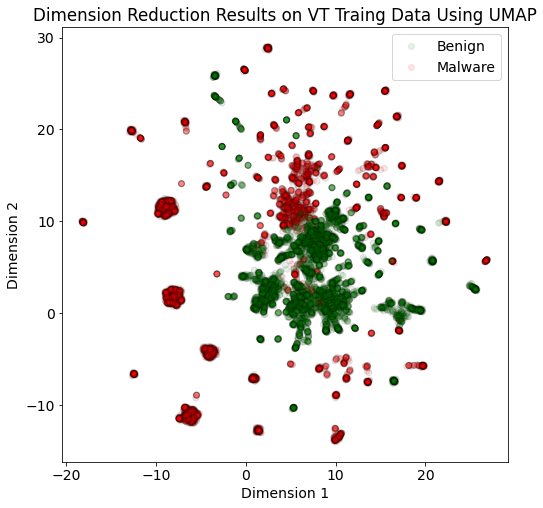 Dimension Reduction Results on VT Traing Data Using UMAP
Benign
Malware
30
20
10
0
−10
Dimension 2
−20
−10
0
10
20
Dimension 1